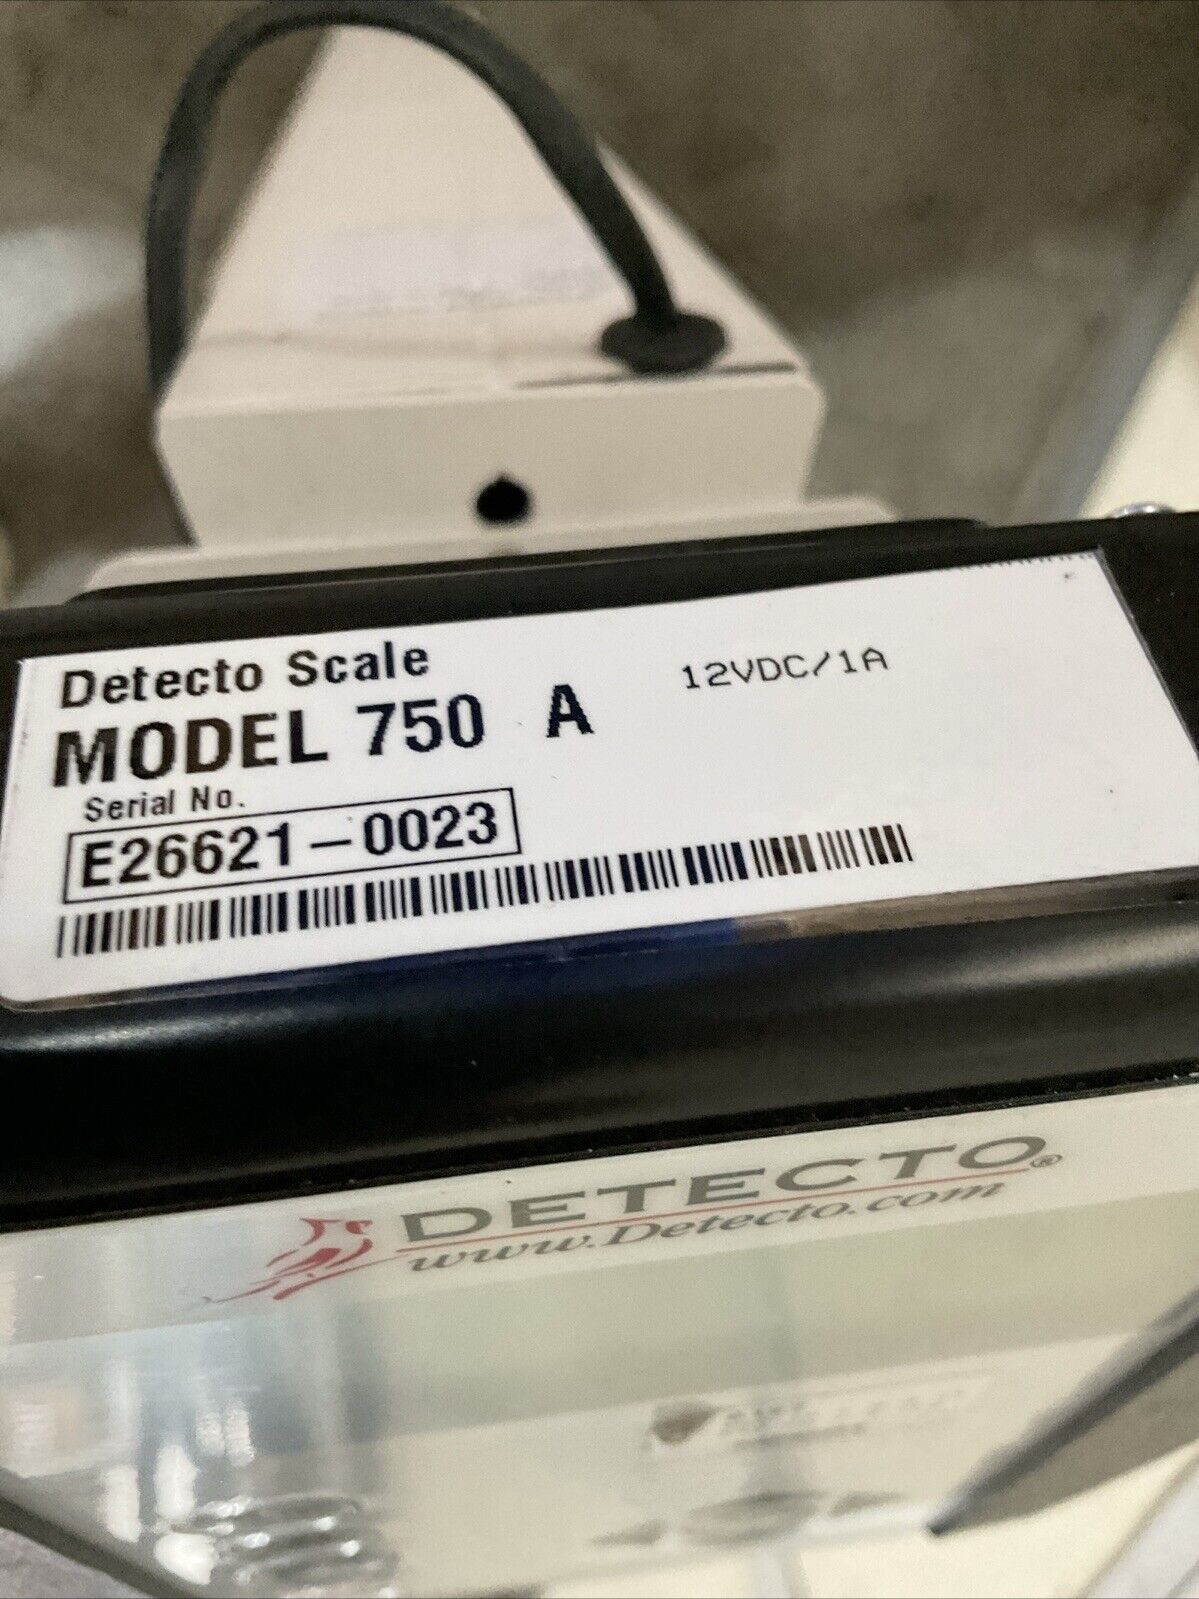 Detecto Scale
12VDC/1A
MODEL 750 A
Serial No.
E26621-0023
DETECTO®
www.Detecto.com